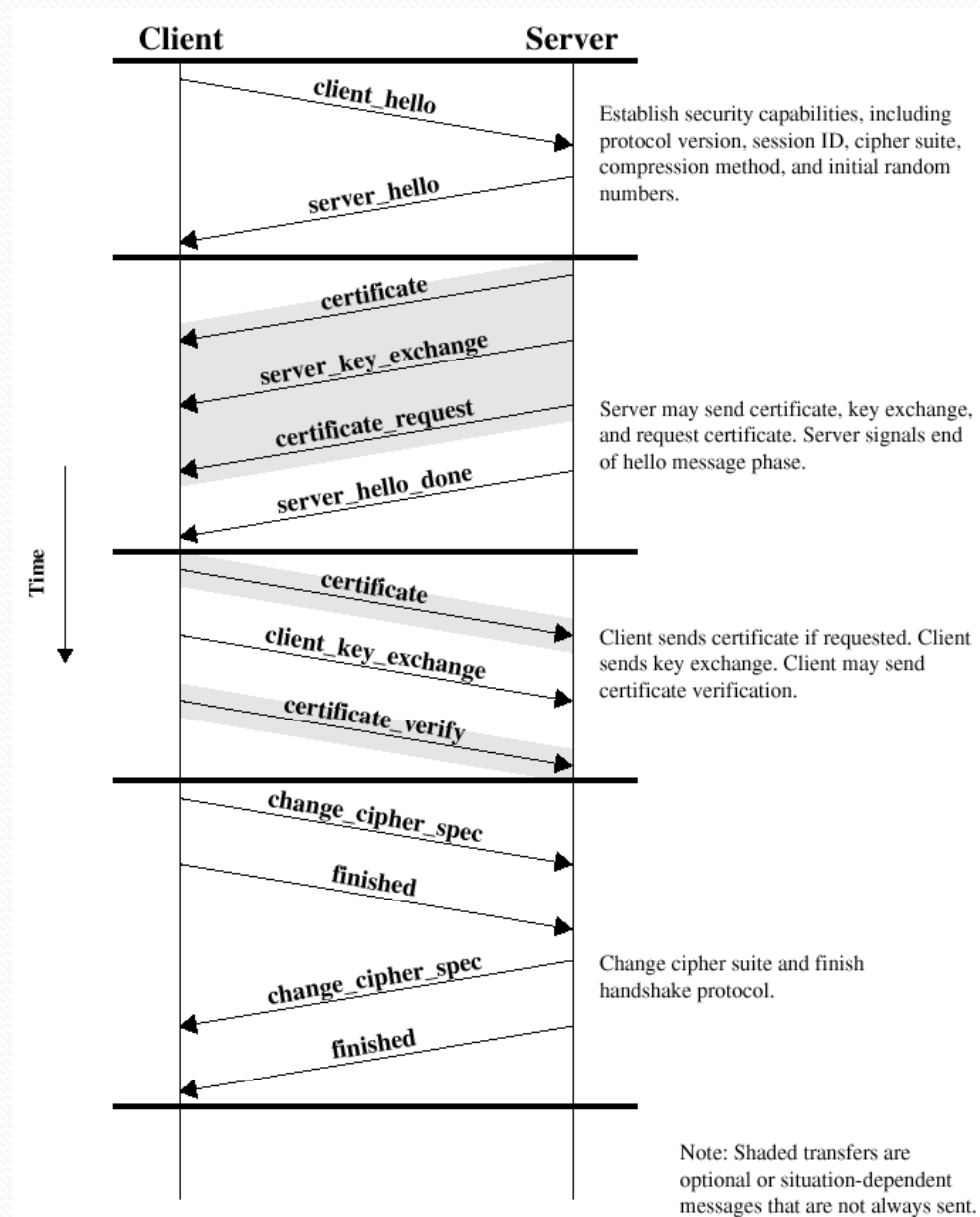 Client
Server
client_hello
Establish security capabilities, including
protocol version, session ID, cipher suite,
compression method, and initial random
numbers.
server_hello
certificate
server_key_exchange
certificate_request
Server may send certificate, key exchange,
and request certificate. Server signals end
of hello message phase.
server_hello_done
Time
certificate
client_key_exchange
Client sends certificate if requested. Client
sends key exchange. Client may send
certificate verification.
certificate_verify
change_cipher_spec
finished
change_cipher_spec
Change cipher suite and finish
handshake protocol.
finished
Note: Shaded transfers are
optional or situation-dependent
messages that are not always sent.